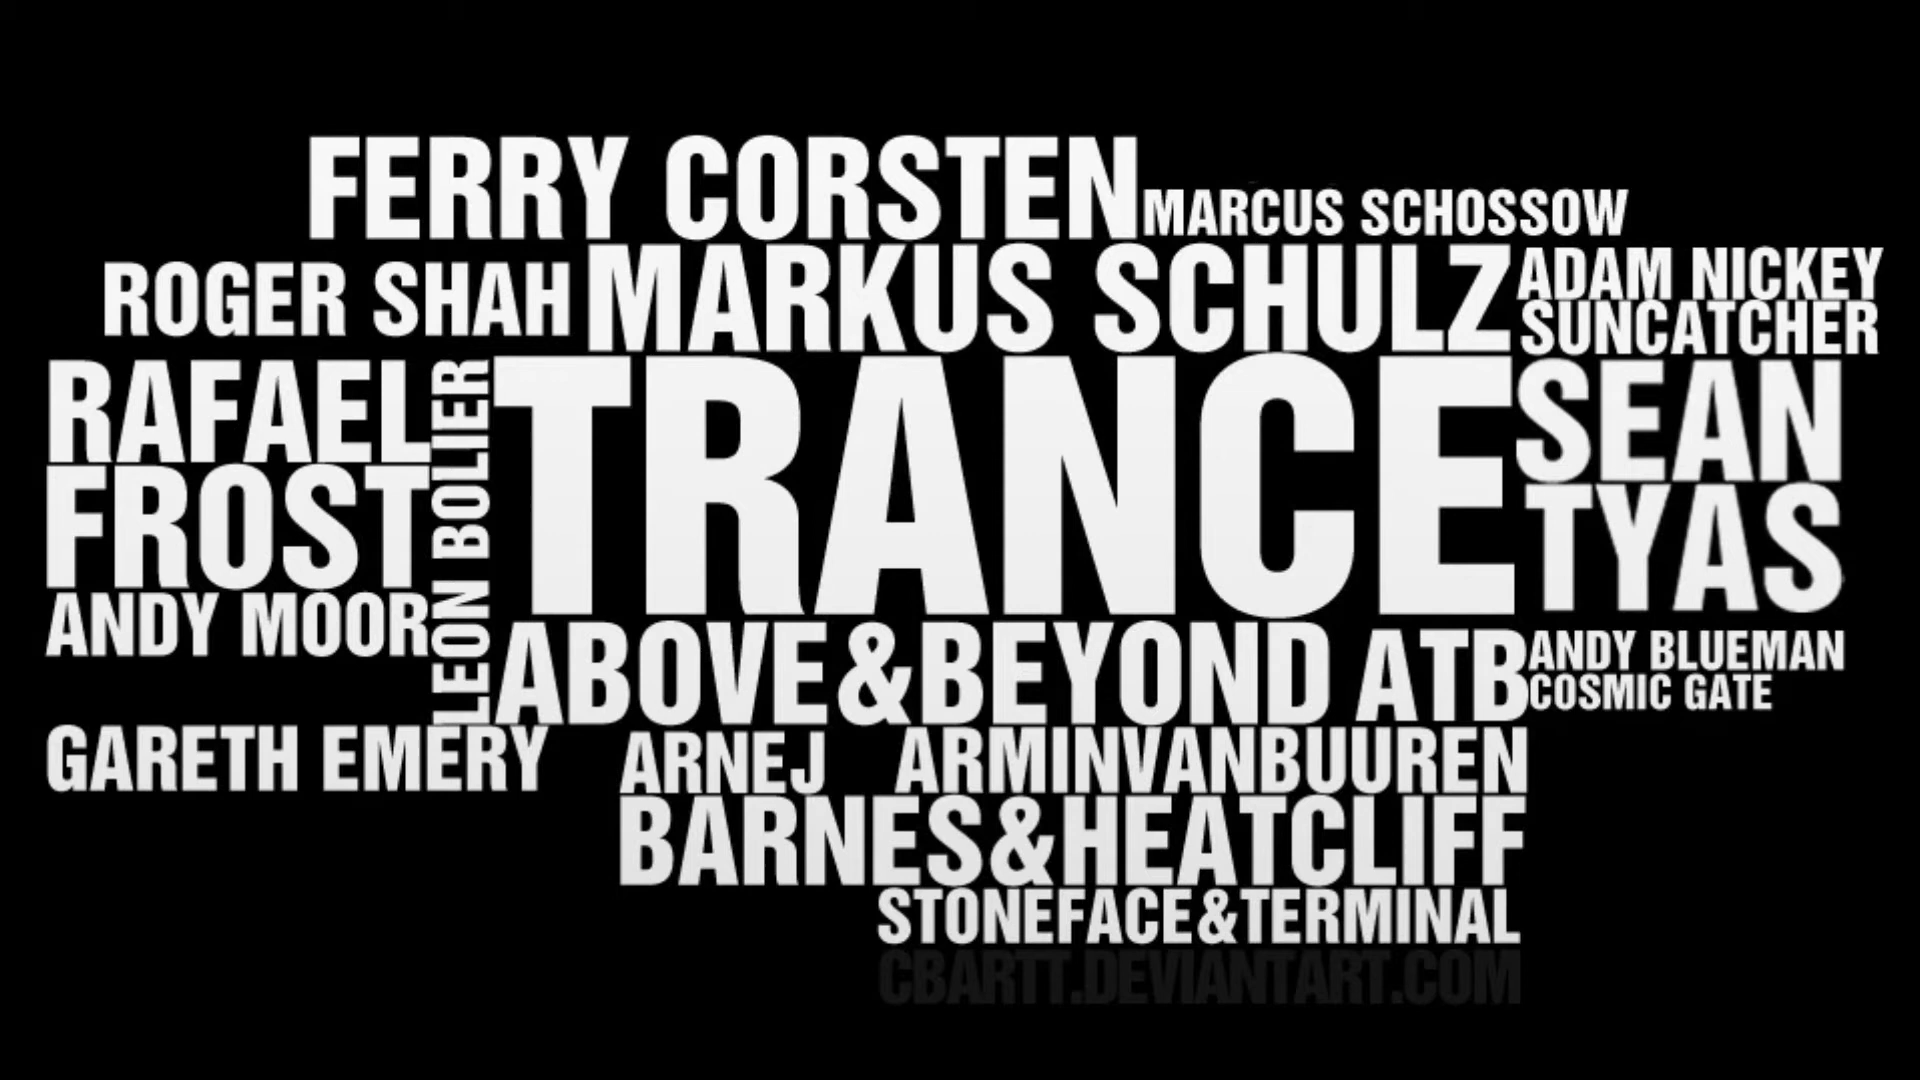 FERRY CORSTEN
MARCUS SCHOSSOW
ROGER SHAH
MARKUS SCHULZ
ADAM NICKEY
SUNCATCHER
RAFAEL
FROST
LEON BOLIER
TRANCE
SEAN
TYAS
ANDY MOOR
ABOVE&BEYOND
ATB
ANDY BLUEMAN
COSMIC GATE
GARETH EMERY
ARNEJ
ARMINVANBUUREN
BARNES&HEATCLIFF
STONEFACE&TERMINAL
CBARTT.DEVIANTART.COM